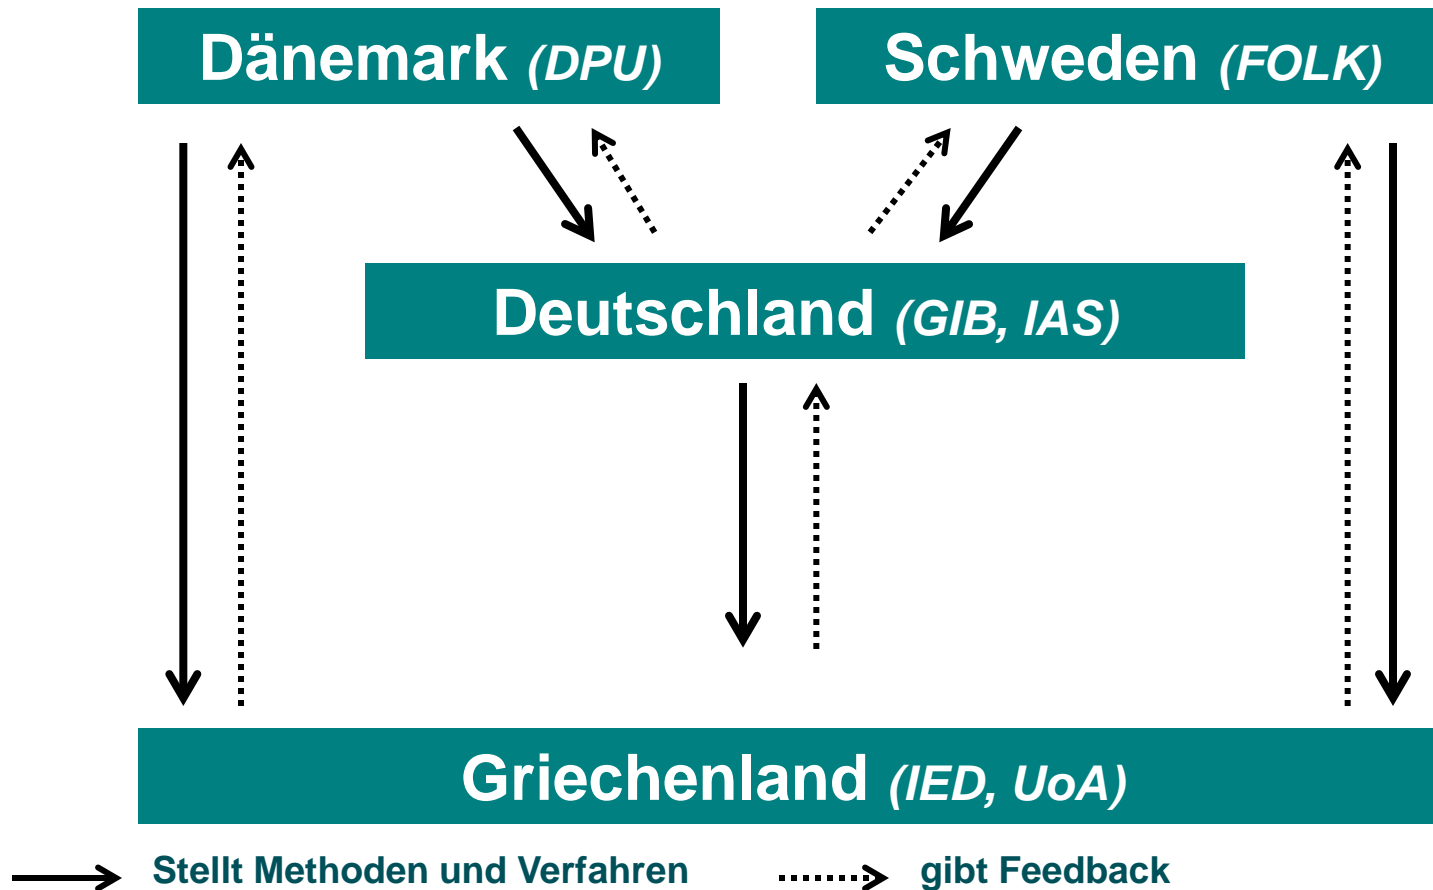 Dänemark (DPU)
Schweden (FOLK)
Deutschland (GIB, IAS)
Griechenland (IED, UoA)
Stellt Methoden und Verfahren
gibt Feedback